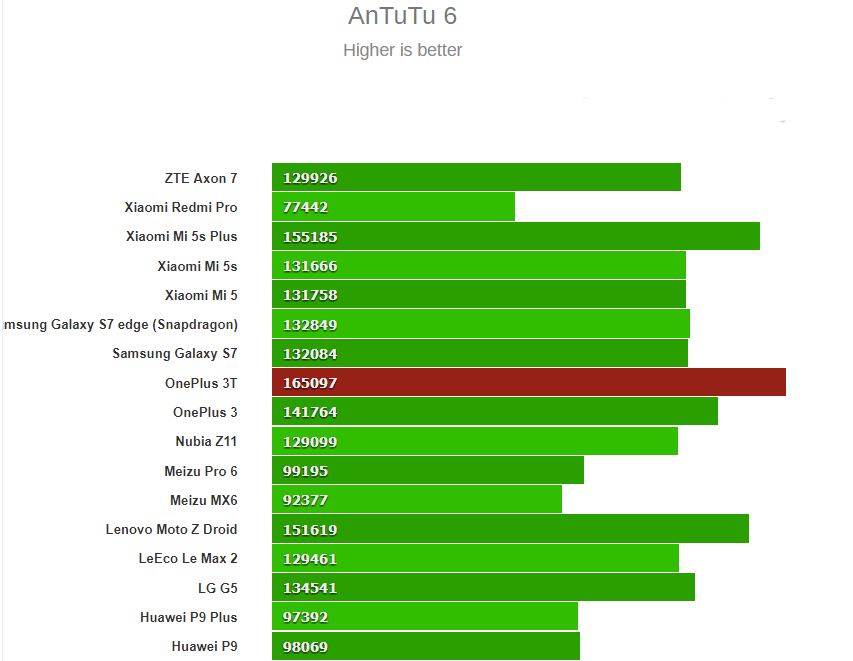 AnTuTu 6
Higher is better
ZTE Axon 7 129926
Xiaomi Redmi Pro 77442
Xiaomi Mi 5s Plus 155185
Xiaomi Mi 5s 131666
Xiaomi Mi 5 131758
msung Galaxy S7 edge (Snapdragon) 132849
Samsung Galaxy S7 132084
OnePlus 3T 165097
OnePlus 3 141764
Nubia Z11 129099
Meizu Pro 6 99195
Meizu MX6 92377
Lenovo Moto Z Droid 151619
LeEco Le Max 2 129461
LG G5 134541
Huawei P9 Plus 97392
Huawei P9 98069